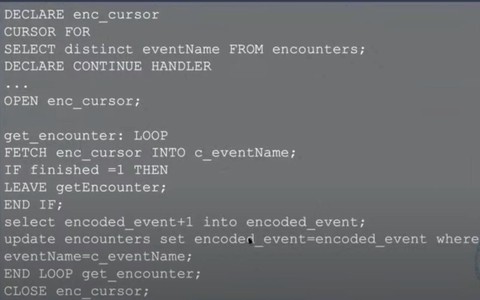 DECLARE enc_cursor
CURSOR FOR
SELECT distinct eventName FROM encounters;
DECLARE CONTINUE HANDLER
...
OPEN enc_cursor;
get_encounter: LOOP
FETCH enc_cursor INTO c_eventName;
IF finished =1 THEN
LEAVE getEncounter;
END IF;
select encoded_event+1 into encoded_event;
update encounters set encoded_event=encoded_event where
eventName=c_eventName;
END LOOP get_encounter;
CLOSE enc_cursor;